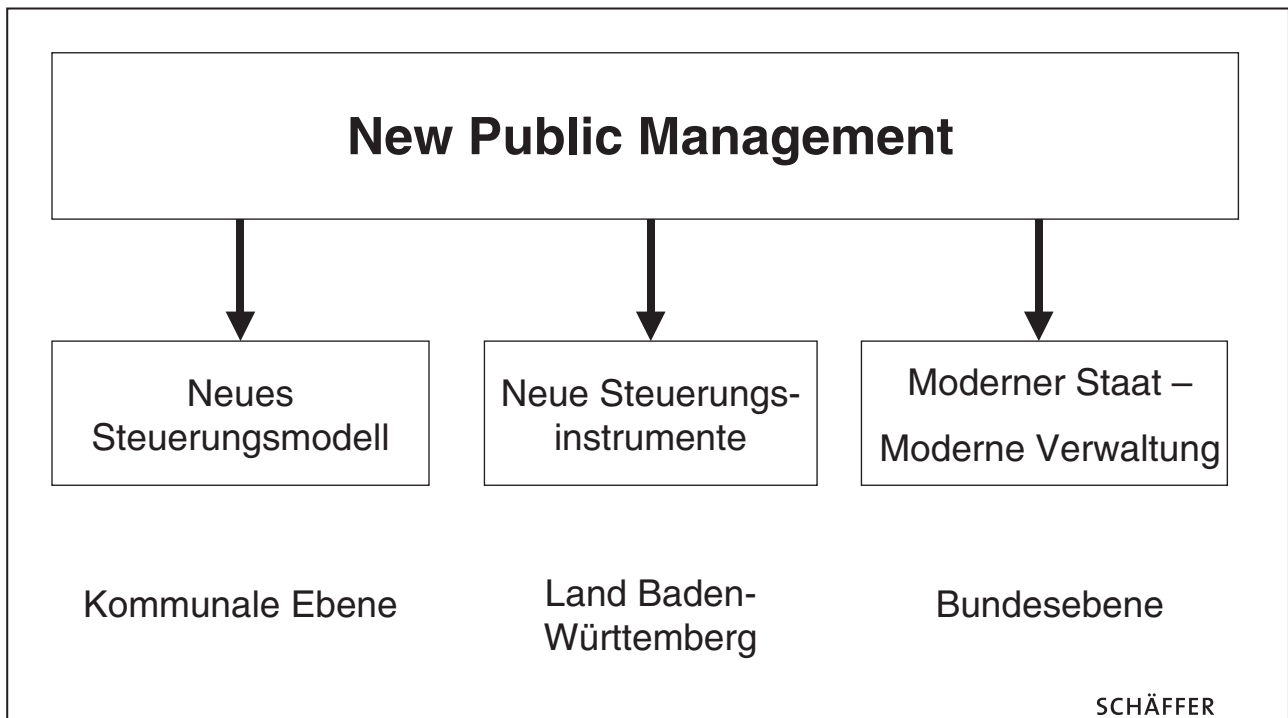 New Public Management
Neues
Steuerungsmodell
Neue Steuerungs-
instrumente
Moderner Staat –
Moderne Verwaltung
Kommunale Ebene
Land Baden-
Württemberg
Bundesebene
SCHÄFFER